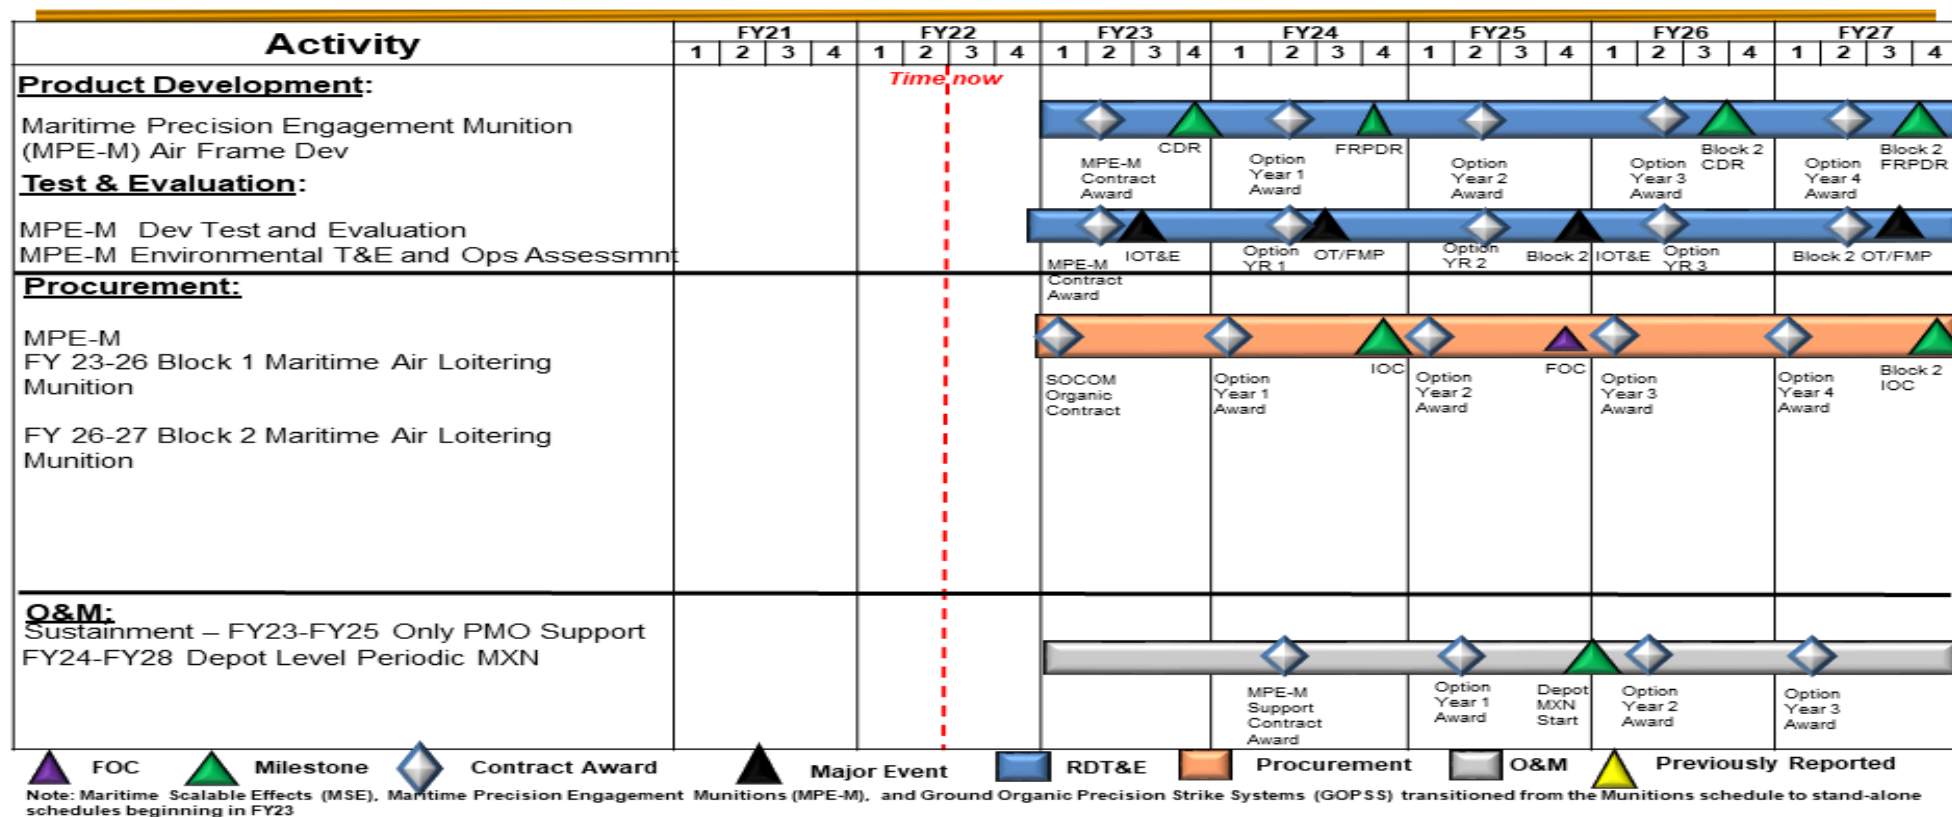 Activity
FY21 FY22 FY23 FY24 FY25 FY26 FY27
1 2 3 4 1 2 3 4 1 2 3 4 1 2 3 4 1 2 3 4 1 2 3 4 1 2 3 4
Time now
Product Development:
Maritime Precision Engagement Munition
(MPE-M) Air Frame Dev
MPE-M
Contract
Award
CDR
Option
Year 1
Award
FRPDR
Option
Year 2
Award
Option
Year 3
Award
Block 2
CDR
Option
Year 4
Award
Block 2
FRPDR
Test & Evaluation:
MPE-M Dev Test and Evaluation
MPE-M Environmental T&E and Ops Assessmnt
MPE-M
Contract
Award
IOT&E
Option
YR 1
OT/FMP
Option
YR 2
Block 2 IOT&E
Option
YR 3
Block 2 OT/FMP
Procurement:
MPE-M
FY 23-26 Block 1 Maritime Air Loitering
Munition
FY 26-27 Block 2 Maritime Air Loitering
Munition
SOCOM
Organic
Contract
Option
Year 1
Award
IOC
Option
Year 2
Award
FOC
Option
Year 3
Award
Option
Year 4
Award
Block 2
IOC
O&M:
Sustainment – FY23-FY25 Only PMO Support
FY24-FY28 Depot Level Periodic MXN
MPE-M
Support
Contract
Award
Option
Year 1
Award
Depot
MXN
Start
Option
Year 2
Award
Option
Year 3
Award
FOC Milestone Contract Award Major Event RDT&E Procurement O&M Previously Reported
Note: Maritime Scalable Effects (MSE), Maritime Precision Engagement Munitions (MPE-M), and Ground Organic Precision Strike Systems (GOPSS) transitioned from the Munitions schedule to stand-alone
schedules beginning in FY23